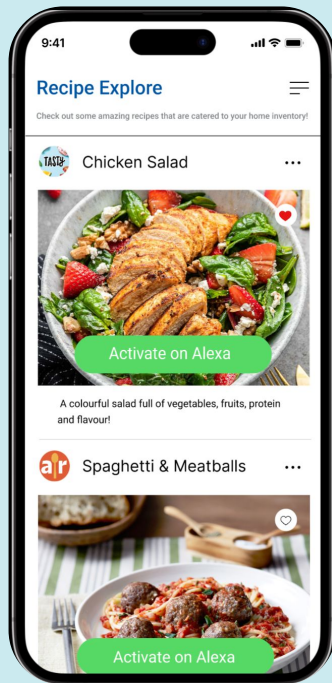 9:41
Recipe Explore
Check out some amazing recipes that are catered to your home inventory!
TASTY
Chicken Salad
Activate on Alexa
A colourful salad full of vegetables, fruits, protein
and flavour!
ar
Spaghetti & Meatballs
Activate on Alexa